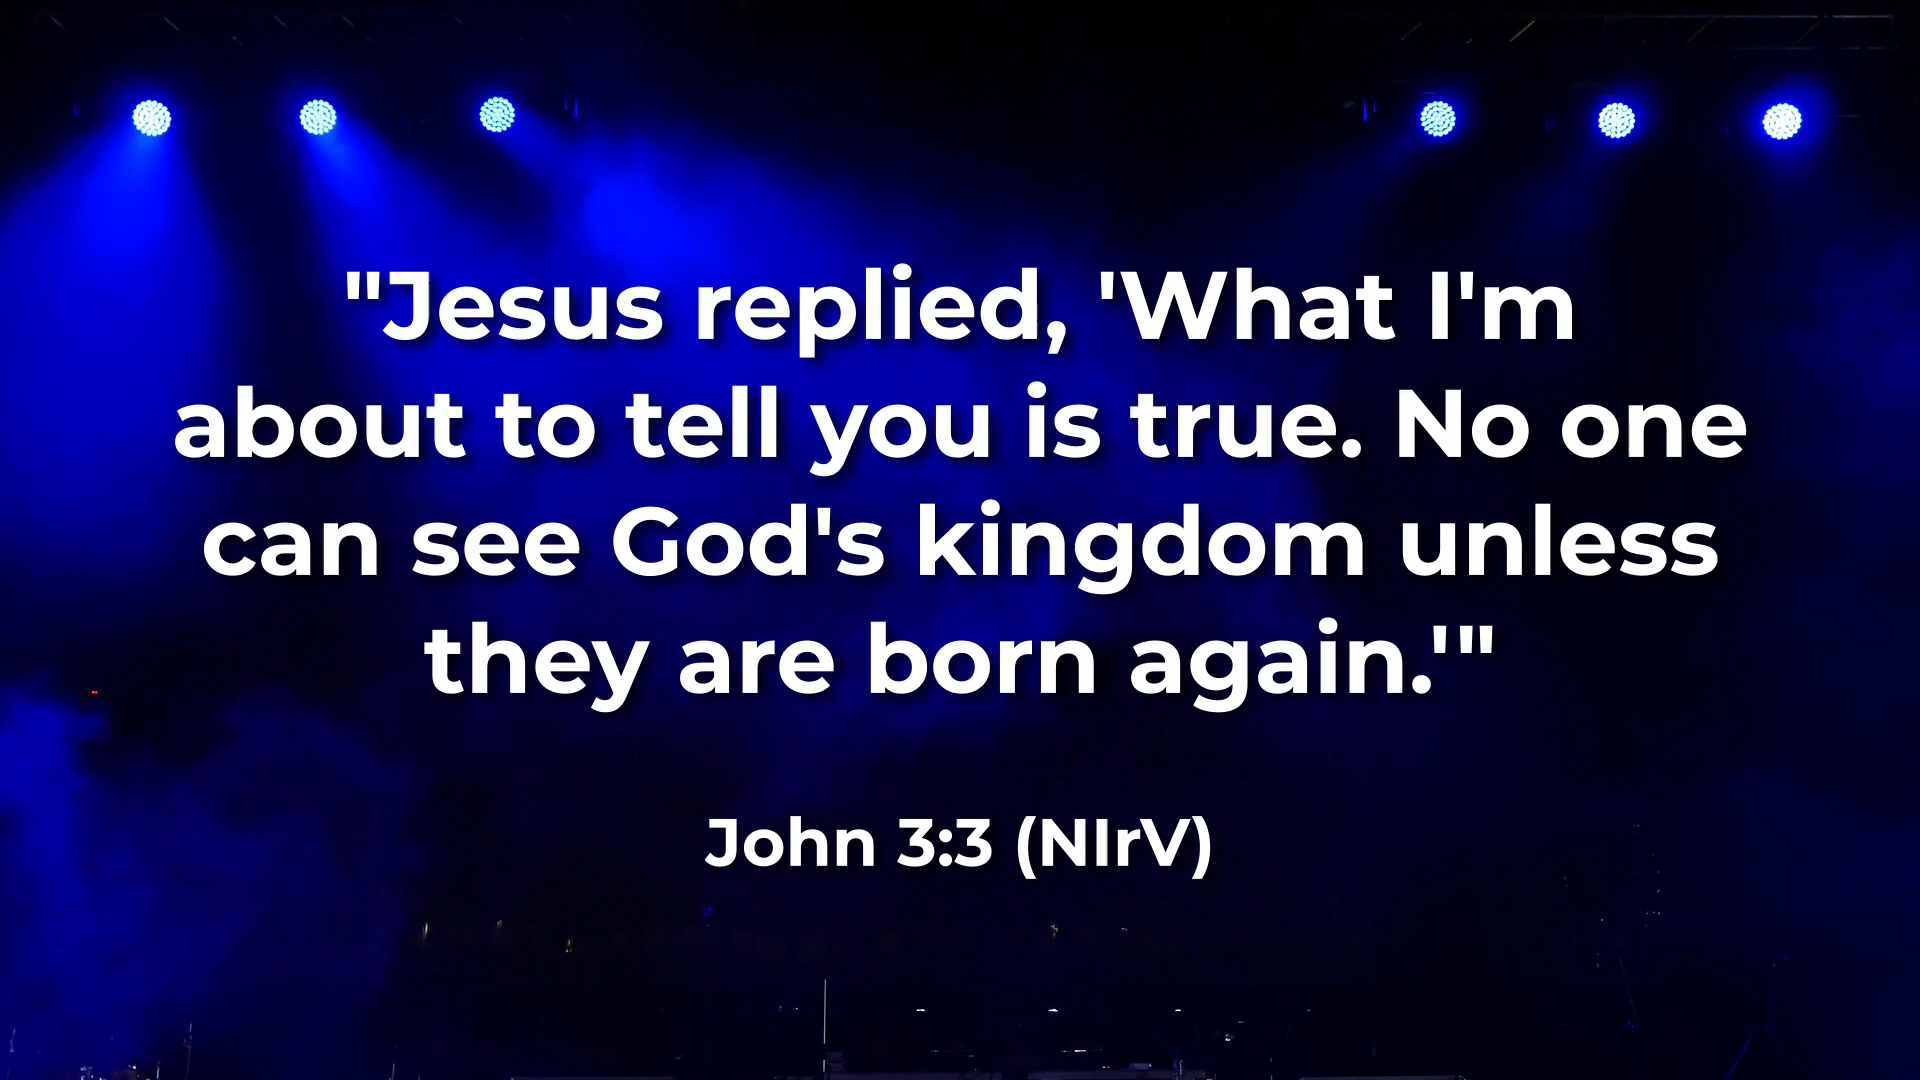 "Jesus replied, 'What I'm
about to tell you is true. No one
can see God's kingdom unless
they are born again.'"
John 3:3 (NIrV)